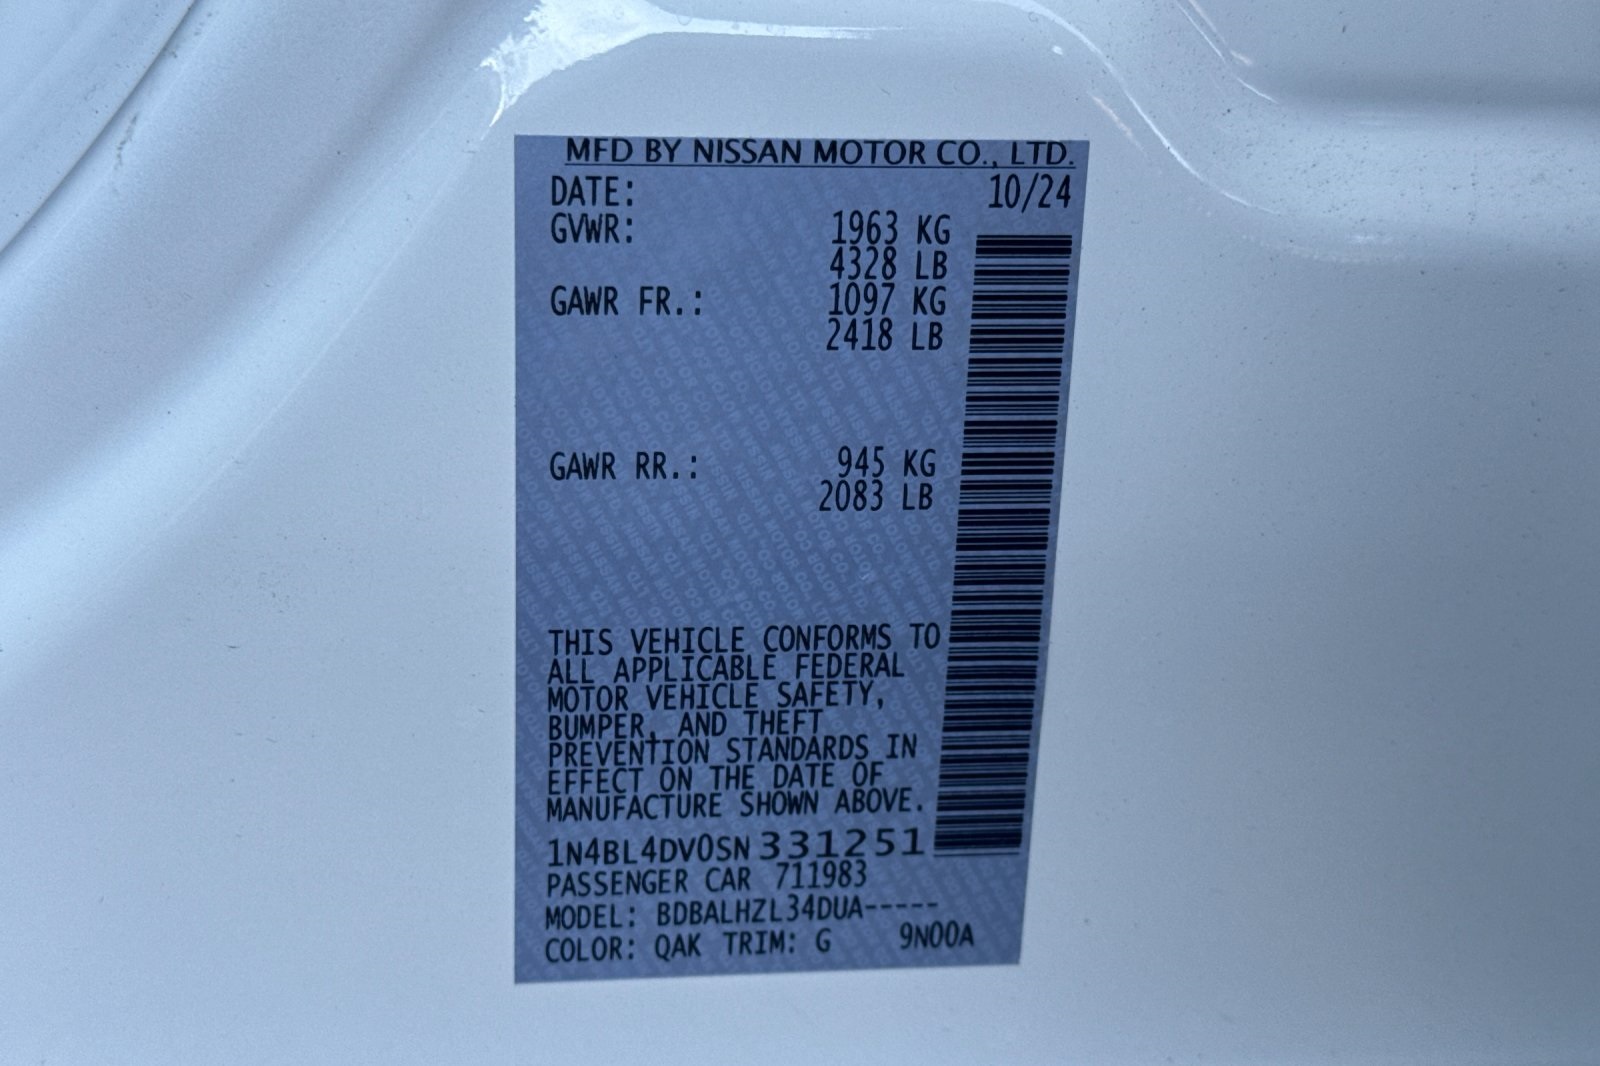 MFD BY NISSAN MOTOR CO., LTD.
DATE: 10/24
GVWR: 1963 KG
4328 LB
GAWR FR.: 1097 KG
2418 LB
GAWR RR.: 945 KG
2083 LB
THIS VEHICLE CONFORMS TO
ALL APPLICABLE FEDERAL
MOTOR VEHICLE SAFETY,
BUMPER, AND THEFT
PREVENTION STANDARDS IN
EFFECT ON THE DATE OF
MANUFACTURE SHOWN ABOVE.
1N4BL4DV0SN331251
PASSENGER CAR 711983
MODEL: BDBALHZL34DUA-----
COLOR: QAK TRIM: G 9N00A